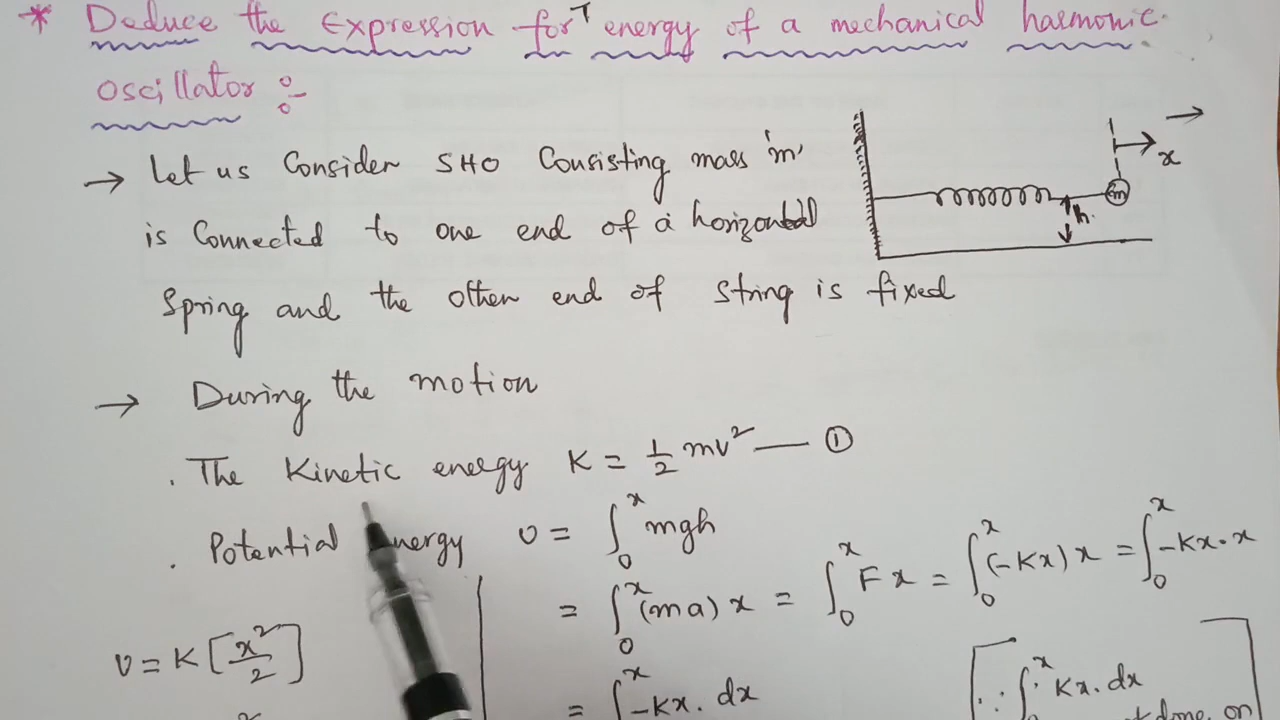 * Deduce the Expression for T energy of a mechanical harmonic
oscillator :-
→ Let us Consider SHO Consisting mass 'm'
is Connected to one end of a horizontal
Spring and the other end of string is fixed
x
m
h.
→ During the motion
. The Kinetic energy K = 1/2 mv² — ①
. Potential energy υ = ∫₀ˣ mgh
= ∫₀ˣ (ma) x = ∫₀ˣ F x = ∫₀ˣ (-Kx) x = ∫₀ˣ -Kx·x
υ = K [x²/2]
= ∫ˣ -Kx. dx
[∵ ∫ˣ Kx. dx
on